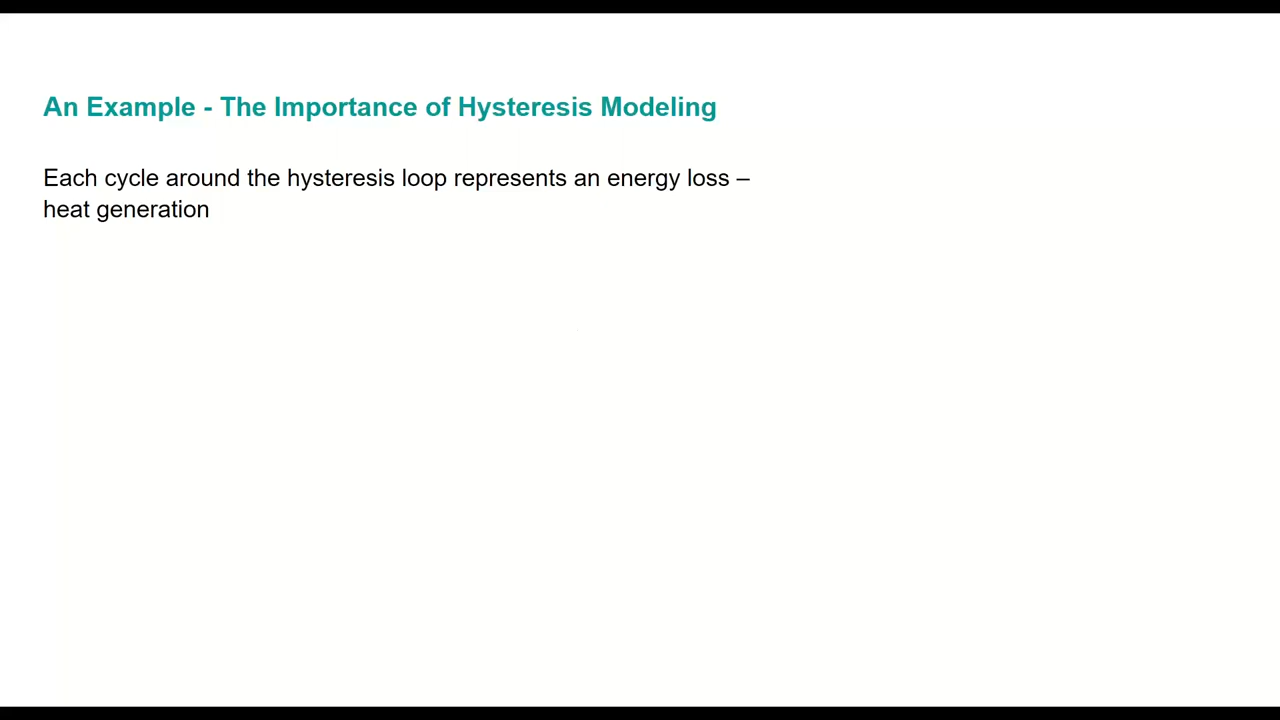 An Example - The Importance of Hysteresis Modeling
Each cycle around the hysteresis loop represents an energy loss –
heat generation